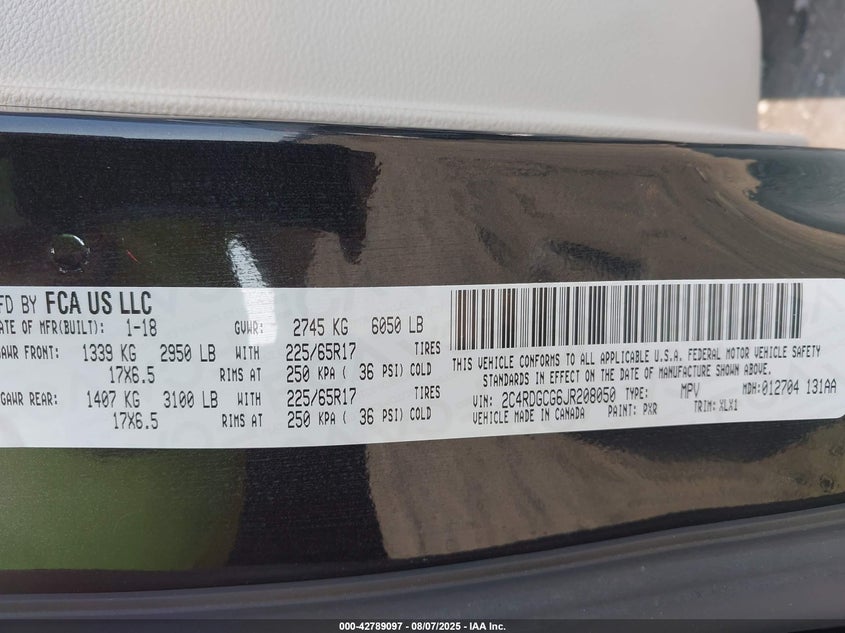 FD BY FCA US LLC
ATE OF MFR(BUILT): 1-18 GVWR: 2745 KG 6050 LB
GAWR FRONT: 1339 KG 2950 LB WITH 225/65R17 TIRES
17X6.5 RIMS AT 250 KPA ( 36 PSI) COLD
GAWR REAR: 1407 KG 3100 LB WITH 225/65R17 TIRES
17X6.5 RIMS AT 250 KPA ( 36 PSI) COLD
THIS VEHICLE CONFORMS TO ALL APPLICABLE U.S.A. FEDERAL MOTOR VEHICLE SAFETY
STANDARDS IN EFFECT ON THE DATE OF MANUFACTURE SHOWN ABOVE.
VIN: 2C4RDGCG6JR208050 TYPE: MPV MDH:012704 131AA
VEHICLE MADE IN CANADA PAINT: PXR TRIM: XLX1
000-42789097 - 08/07/2025 - IAA Inc.